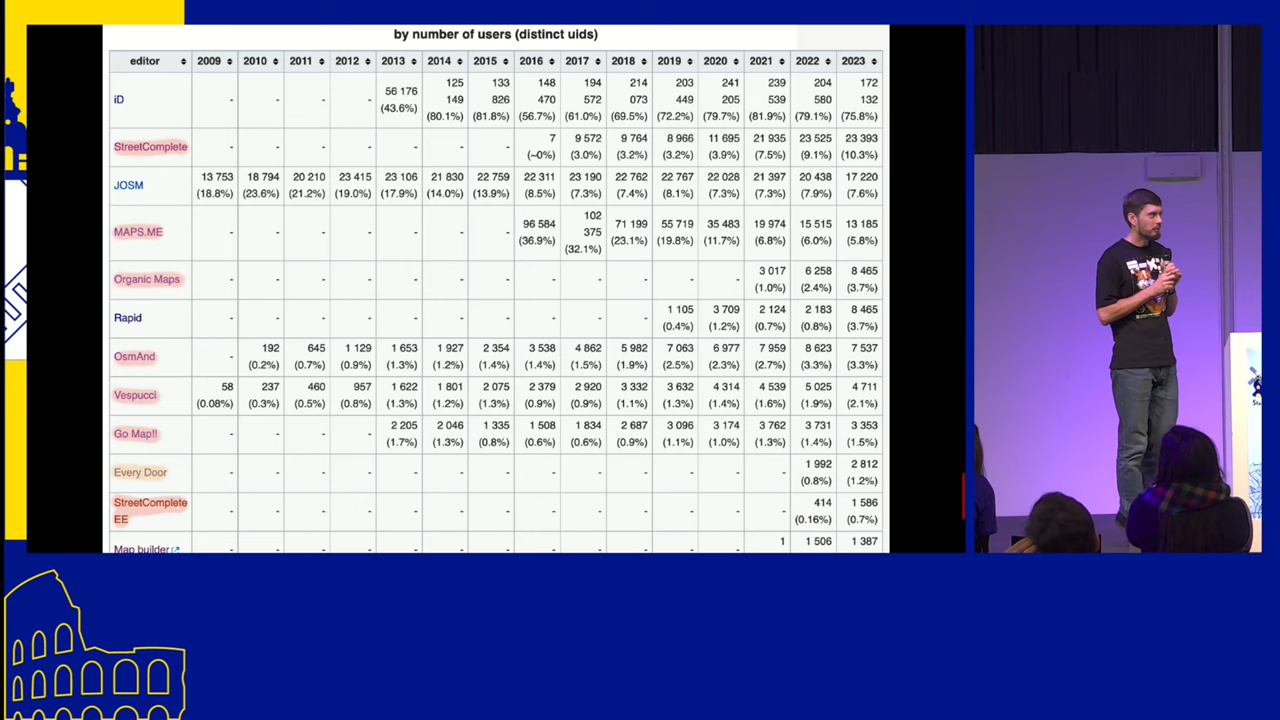 by number of users (distinct uids)
editor 2009 2010 2011 2012 2013 2014 2015 2016 2017 2018 2019 2020 2021 2022 2023
iD - - - - 56 176 (43.6%) 125 149 (80.1%) 133 826 (81.8%) 148 470 (56.7%) 194 572 (61.0%) 214 073 (69.5%) 203 449 (72.2%) 241 205 (79.7%) 239 539 (81.9%) 204 580 (79.1%) 172 132 (75.8%)
StreetComplete - - - - - - - 7 (~0%) 9 572 (3.0%) 9 764 (3.2%) 8 966 (3.2%) 11 695 (3.9%) 21 935 (7.5%) 23 525 (9.1%) 23 393 (10.3%)
JOSM 13 753 (18.8%) 18 794 (23.6%) 20 210 (21.2%) 23 415 (19.0%) 23 106 (17.9%) 21 830 (14.0%) 22 759 (13.9%) 22 311 (8.5%) 23 190 (7.3%) 22 762 (7.4%) 22 767 (8.1%) 22 028 (7.3%) 21 397 (7.3%) 20 438 (7.9%) 17 220 (7.6%)
MAPS.ME - - - - - - - 96 584 (36.9%) 102 375 (32.1%) 71 199 (23.1%) 55 719 (19.8%) 35 483 (11.7%) 19 974 (6.8%) 15 515 (6.0%) 13 185 (5.8%)
Organic Maps - - - - - - - - - - - - 3 017 (1.0%) 6 258 (2.4%) 8 465 (3.7%)
Rapid - - - - - - - - - - 1 105 (0.4%) 3 709 (1.2%) 2 124 (0.7%) 2 183 (0.8%) 8 465 (3.7%)
OsmAnd - 192 (0.2%) 645 (0.7%) 1 129 (0.9%) 1 653 (1.3%) 1 927 (1.2%) 2 354 (1.4%) 3 538 (1.4%) 4 862 (1.5%) 5 982 (1.9%) 7 063 (2.5%) 6 977 (2.3%) 7 959 (2.7%) 8 623 (3.3%) 7 537 (3.3%)
Vespucci 58 (0.08%) 237 (0.3%) 460 (0.5%) 957 (0.8%) 1 622 (1.3%) 1 801 (1.2%) 2 075 (1.3%) 2 379 (0.9%) 2 920 (0.9%) 3 332 (1.1%) 3 632 (1.3%) 4 314 (1.4%) 4 539 (1.6%) 5 025 (1.9%) 4 711 (2.1%)
Go Map!! - - - - 2 205 (1.7%) 2 046 (1.3%) 1 335 (0.8%) 1 508 (0.6%) 1 834 (0.6%) 2 687 (0.9%) 3 096 (1.1%) 3 174 (1.0%) 3 762 (1.3%) 3 731 (1.4%) 3 353 (1.5%)
Every Door - - - - - - - - - - - - - 1 992 (0.8%) 2 812 (1.2%)
StreetComplete EE - - - - - - - - - - - - - 414 (0.16%) 1 586 (0.7%)
Map builder - - - - - - - - - - - - 1 1 506 1 387